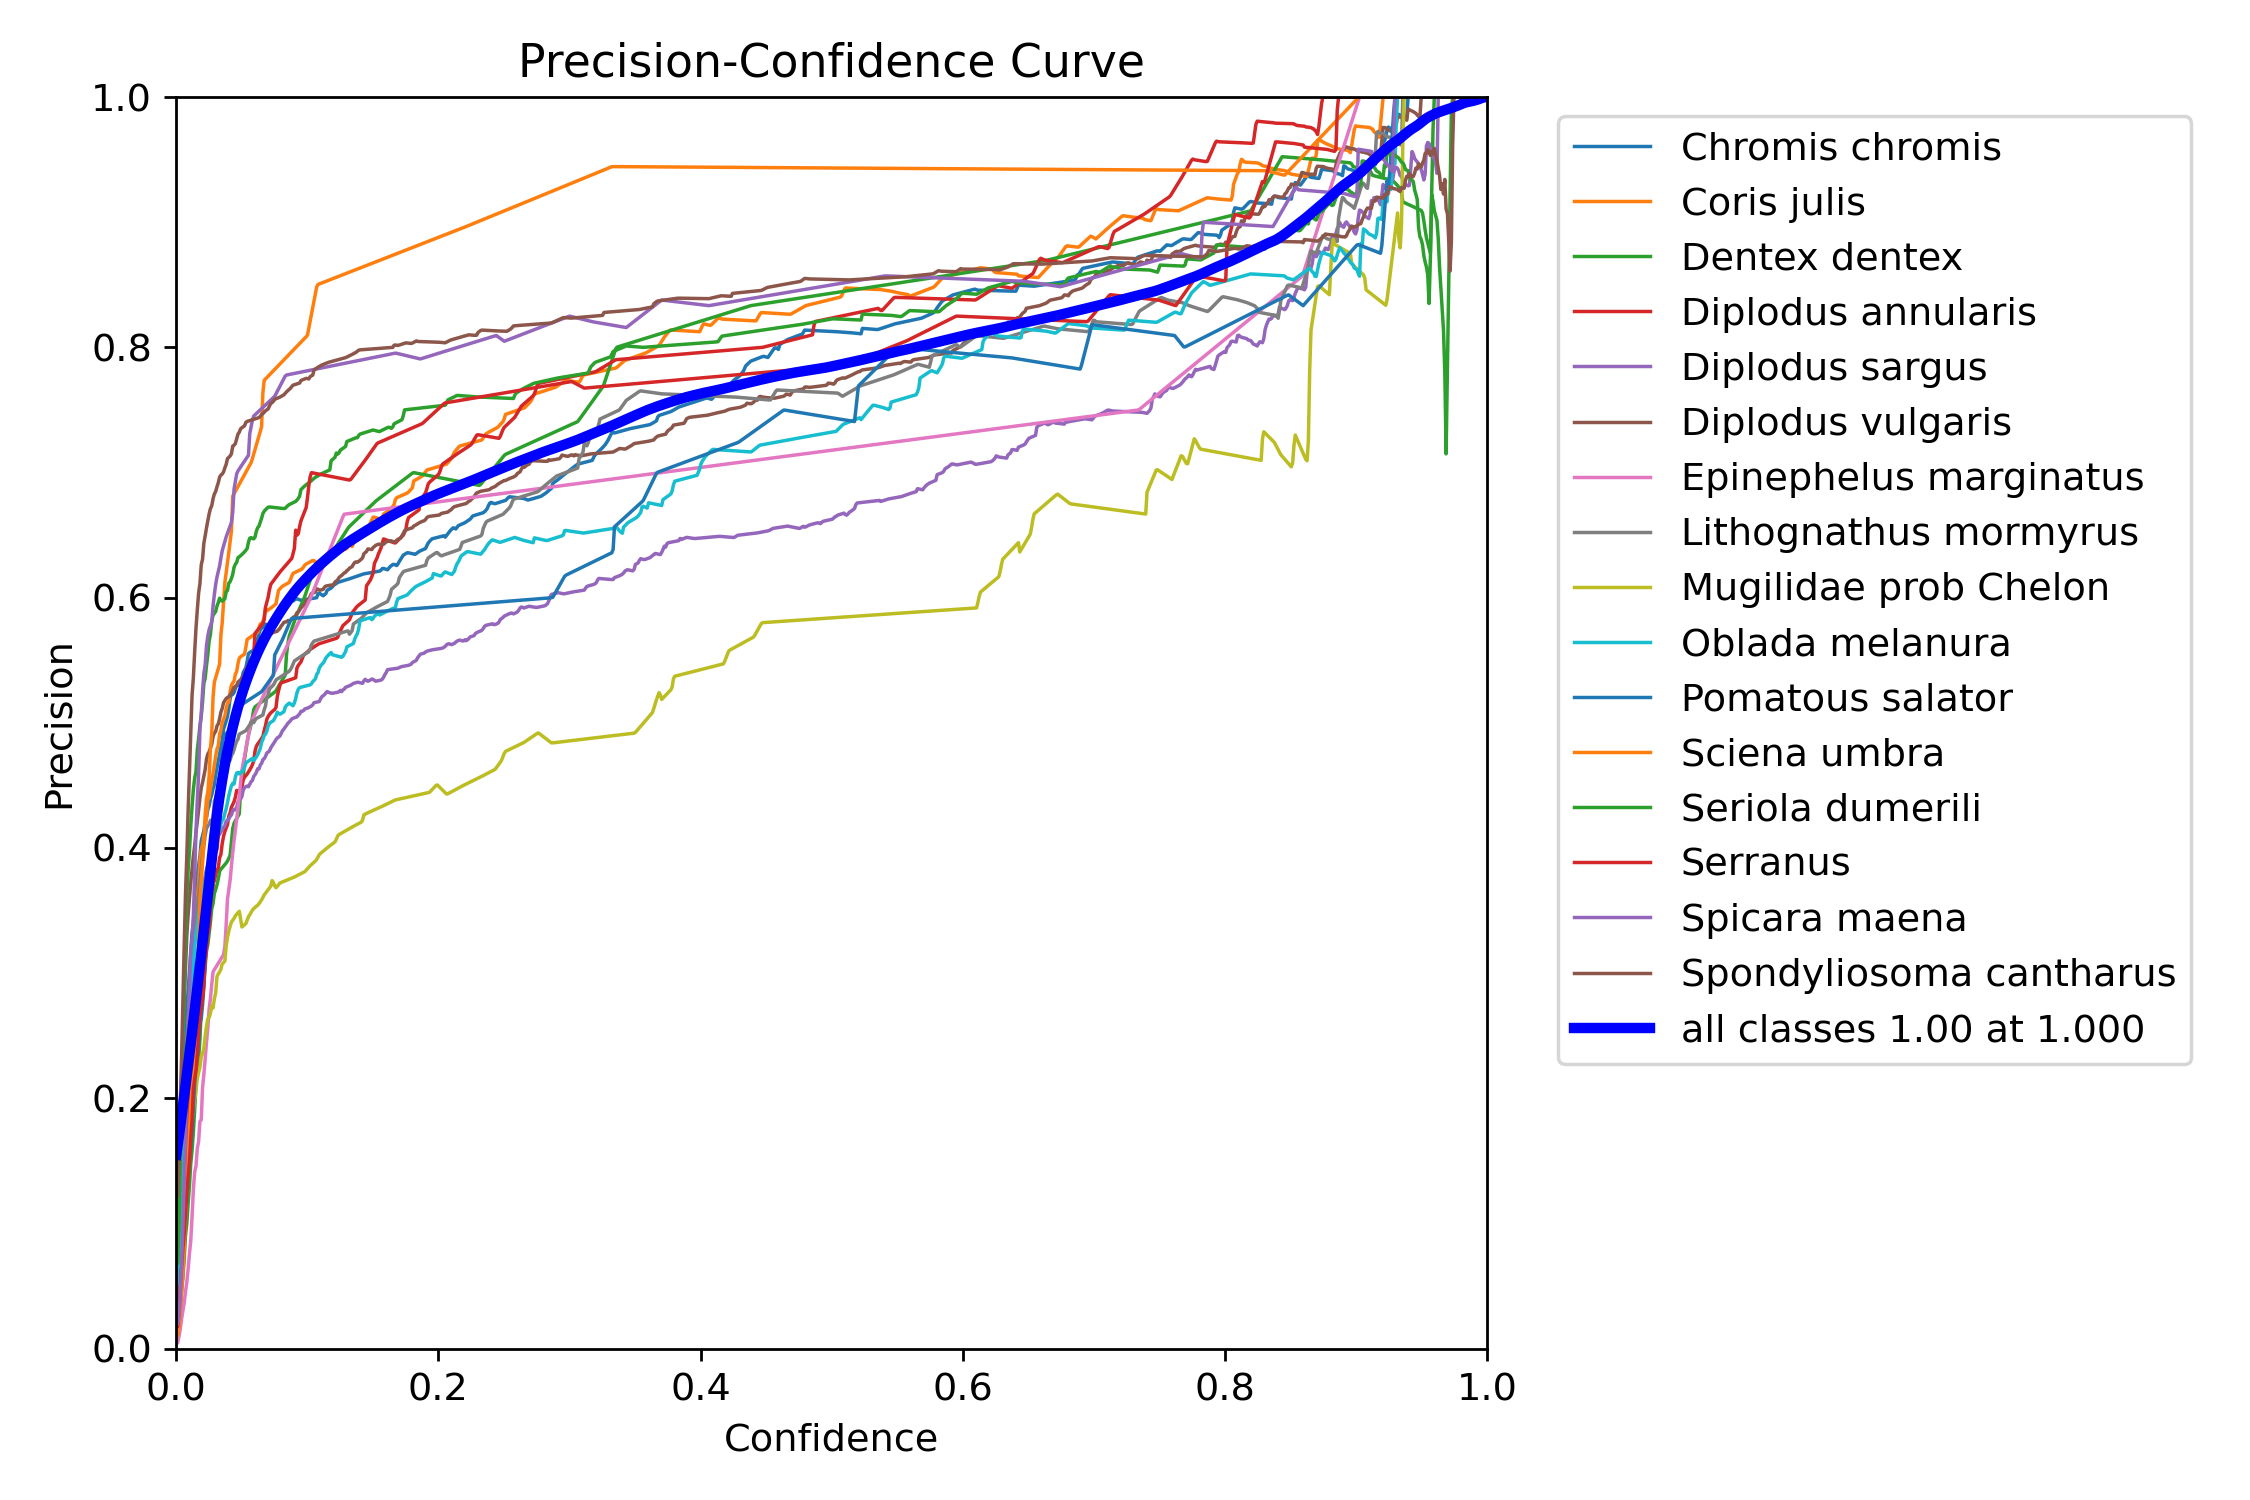 Precision-Confidence Curve
1.0
0.8
0.6
0.4
0.2
0.0
Precision
0.0 0.2 0.4 0.6 0.8 1.0
Confidence
Chromis chromis
Coris julis
Dentex dentex
Diplodus annularis
Diplodus sargus
Diplodus vulgaris
Epinephelus marginatus
Lithognathus mormyrus
Mugilidae prob Chelon
Oblada melanura
Pomatous salator
Sciena umbra
Seriola dumerili
Serranus
Spicara maena
Spondyliosoma cantharus
all classes 1.00 at 1.000